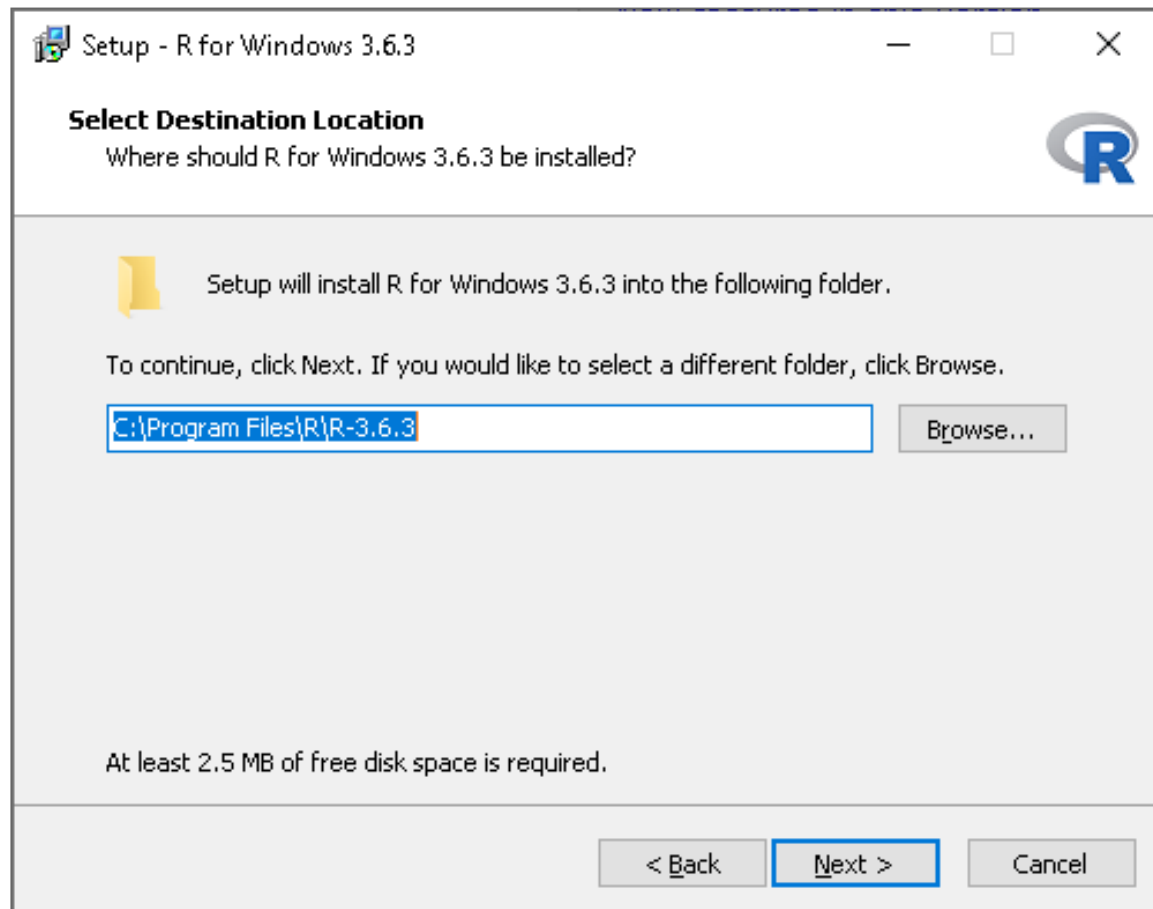 Setup - R for Windows 3.6.3
Select Destination Location
Where should R for Windows 3.6.3 be installed?
R
Setup will install R for Windows 3.6.3 into the following folder.
To continue, click Next. If you would like to select a different folder, click Browse.
C:\Program Files\R\R-3.6.3
Browse...
At least 2.5 MB of free disk space is required.
< Back
Next >
Cancel